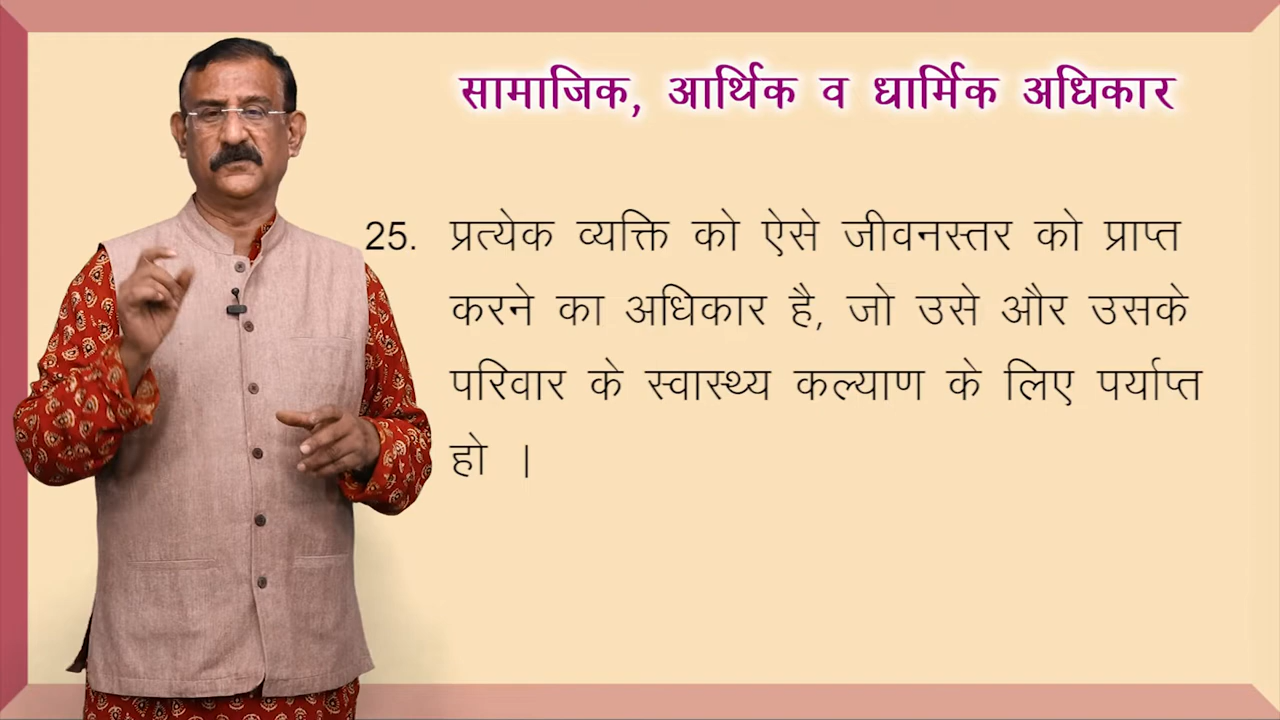 सामाजिक, आर्थिक व धार्मिक अधिकार
25. प्रत्येक व्यक्ति को ऐसे जीवनस्तर को प्राप्त
करने का अधिकार है, जो उसे और उसके
परिवार के स्वास्थ्य कल्याण के लिए पर्याप्त
हो ।